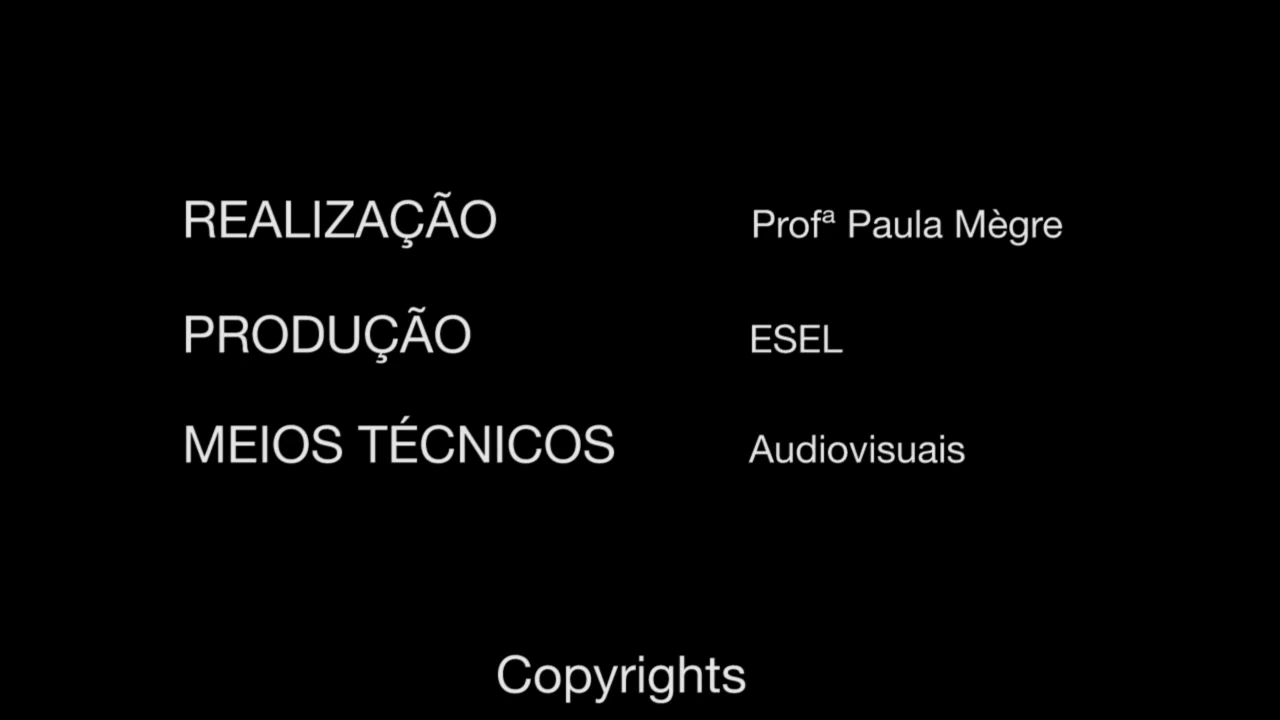 REALIZAÇÃO Profª Paula Mègre
PRODUÇÃO ESEL
MEIOS TÉCNICOS Audiovisuais
Copyrights